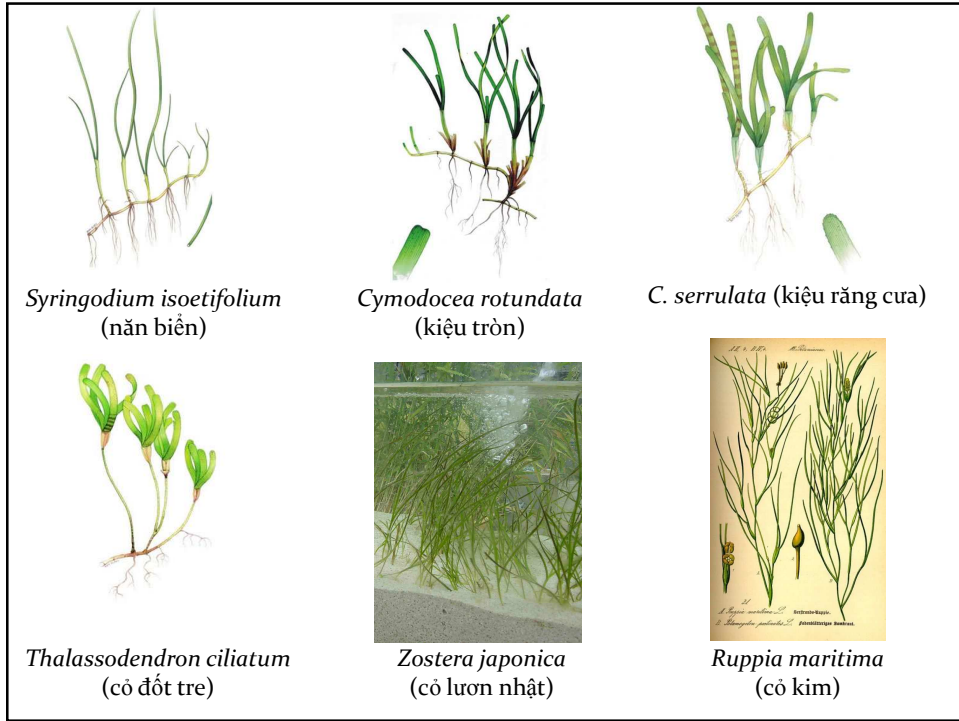 Syringodium isoetifolium
(năn biển)
Cymodocea rotundata
(kiệu tròn)
C. serrulata (kiệu răng cưa)
Thalassodendron ciliatum
(cỏ đốt tre)
Zostera japonica
(cỏ lươn nhật)
Ruppia maritima
(cỏ kim)